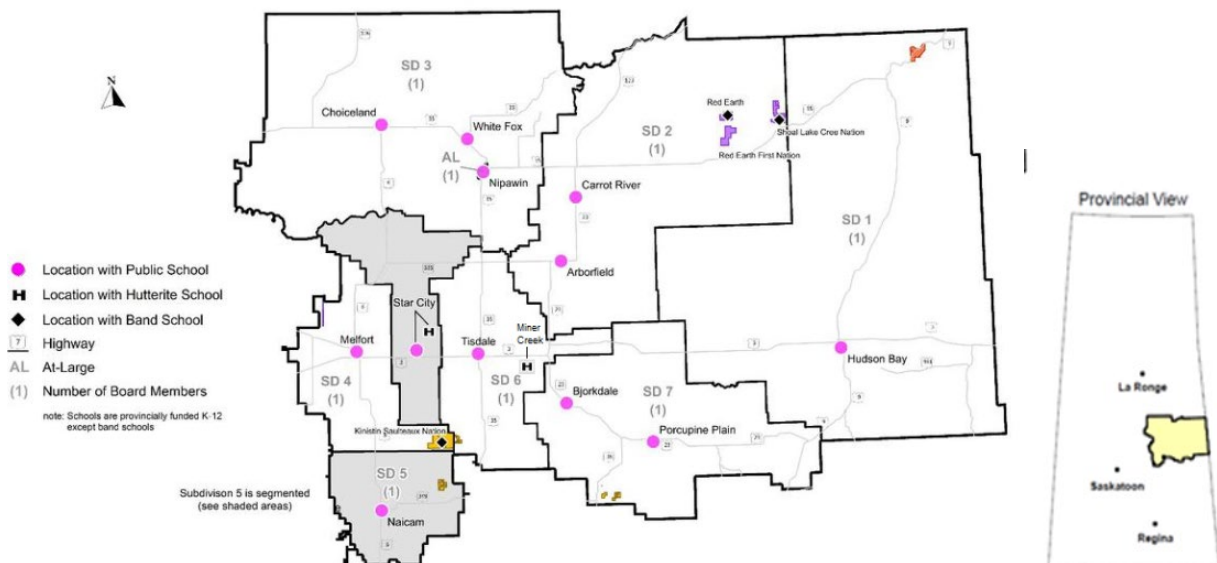 N
SD 3
(1)
Choiceland
White Fox
AL
(1)
Nipawin
SD 2
(1)
Red Earth
Shoal Lake Cree Nation
Red Earth First Nation
Carrot River
SD 1
(1)
Arborfield
Star City
Melfort
Tisdale
Miner
Creek
Hudson Bay
SD 4
(1)
SD 6
(1)
Bjorkdale
SD 7
(1)
Porcupine Plain
Kinistin Saulteaux Nation
SD 5
(1)
Naicam
Location with Public School
H Location with Hutterite School
Location with Band School
7 Highway
AL At-Large
(1) Number of Board Members
note: Schools are provincially funded K-12
except band schools
Subdivison 5 is segmented
(see shaded areas)
Provincial View
La Ronge
Saskatoon
Regina